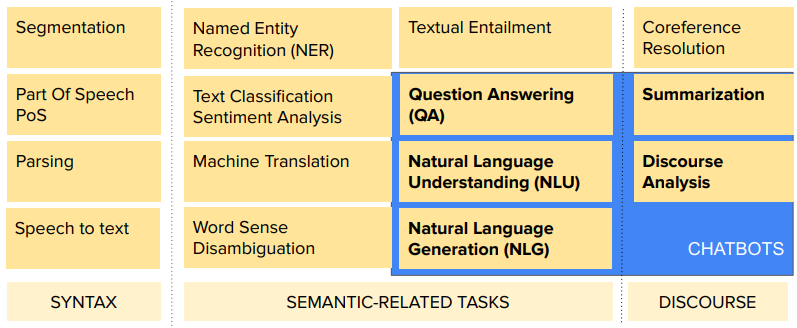 Segmentation
Named Entity
Recognition (NER)
Textual Entailment
Coreference
Resolution
Part Of Speech
PoS
Text Classification
Sentiment Analysis
Question Answering
(QA)
Summarization
Parsing
Machine Translation
Natural Language
Understanding (NLU)
Discourse
Analysis
Speech to text
Word Sense
Disambiguation
Natural Language
Generation (NLG)
CHATBOTS
SYNTAX
SEMANTIC-RELATED TASKS
DISCOURSE